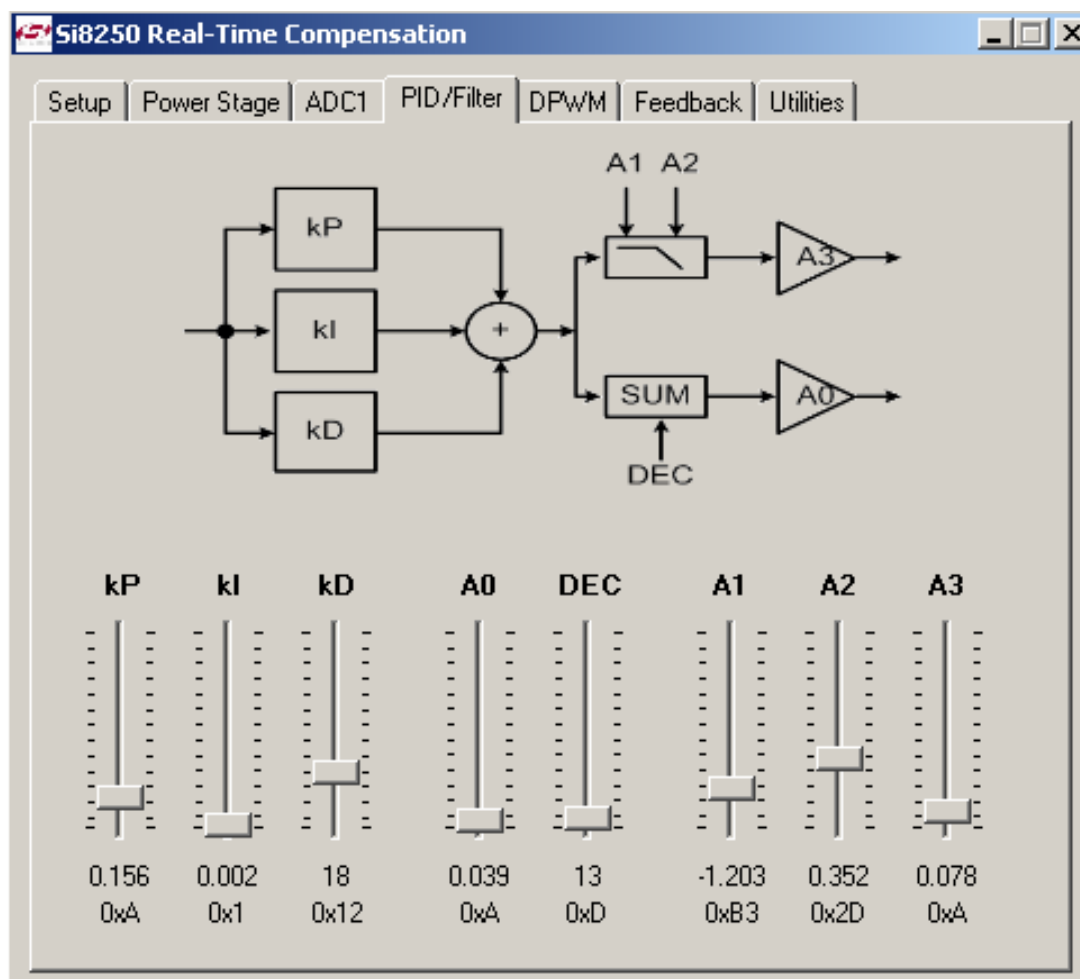 Si8250 Real-Time Compensation
Setup Power Stage ADC1 PID/Filter DPWM Feedback Utilities
A1 A2
kP
A3
kI
+
kD
SUM
A0
DEC
kP kI kD A0 DEC A1 A2 A3
0.156 0.002 18 0.039 13 -1.203 0.352 0.078
0xA 0x1 0x12 0xA 0xD 0xB3 0x2D 0xA